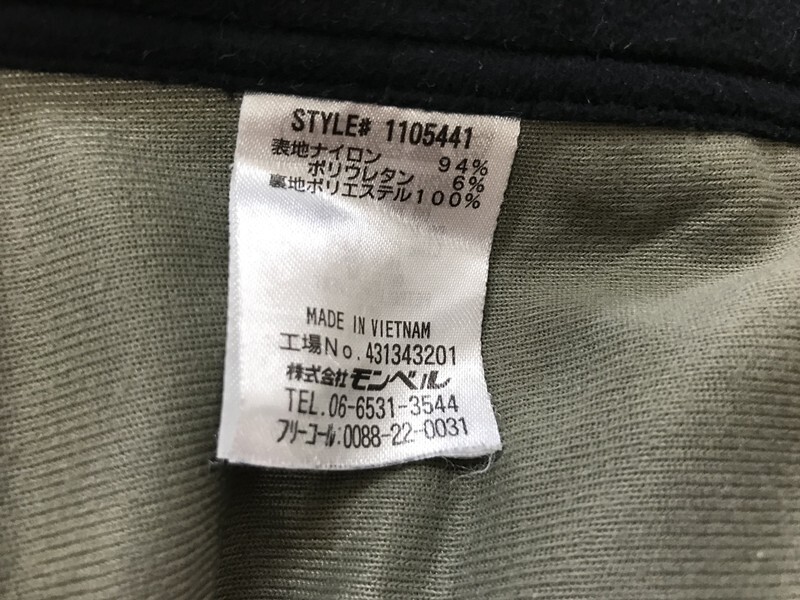 STYLE# 1105441
表地ナイロン 94%
ポリウレタン 6%
裏地ポリエステル100%
MADE IN VIETNAM
工場No. 431343201
株式会社モンベル
TEL.06-6531-3544
フリーコール:0088-22-0031